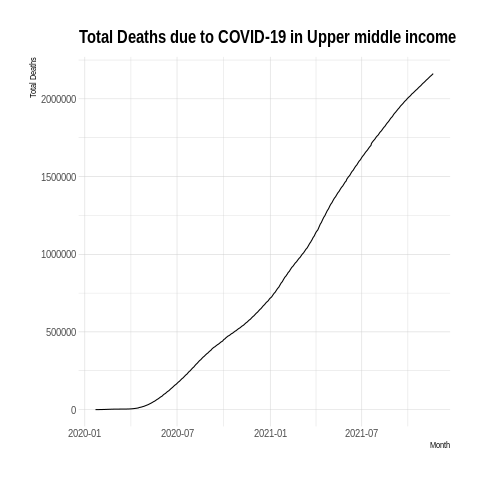 Total Deaths due to COVID-19 in Upper middle income
Total Deaths
2000000
1500000
1000000
500000
0
2020-01 2020-07 2021-01 2021-07
Month